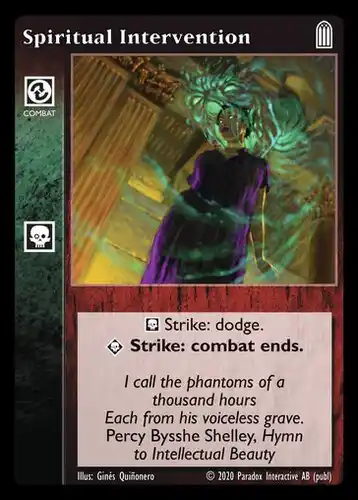 Spiritual Intervention
COMBAT
Strike: dodge.
Strike: combat ends.
I call the phantoms of a
thousand hours
Each from his voiceless grave.
Percy Bysshe Shelley, Hymn
to Intellectual Beauty
Illus: Ginés Quiñonero
© 2020 Paradox Interactive AB (publ)